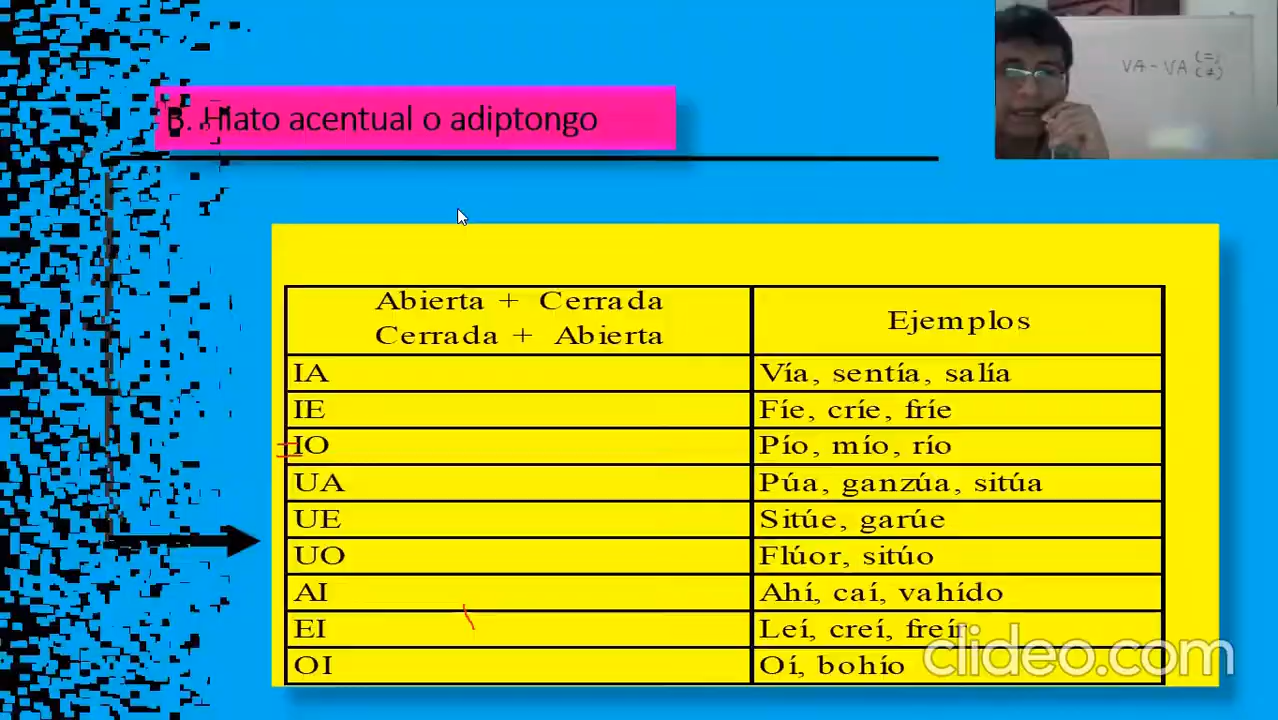 B. Hiato acentual o adiptongo
VA - VA (=)
(≠)
Abierta + Cerrada
Cerrada + Abierta
Ejemplos
IA
Vía, sentía, salía
IE
Fíe, críe, fríe
IO
Pío, mío, río
UA
Púa, ganzúa, sitúa
UE
Sitúe, garúe
UO
Flúor, sitúo
AI
Ahí, caí, vahído
EI
Leí, creí, freír
OI
Oí, bohío
clideo.com